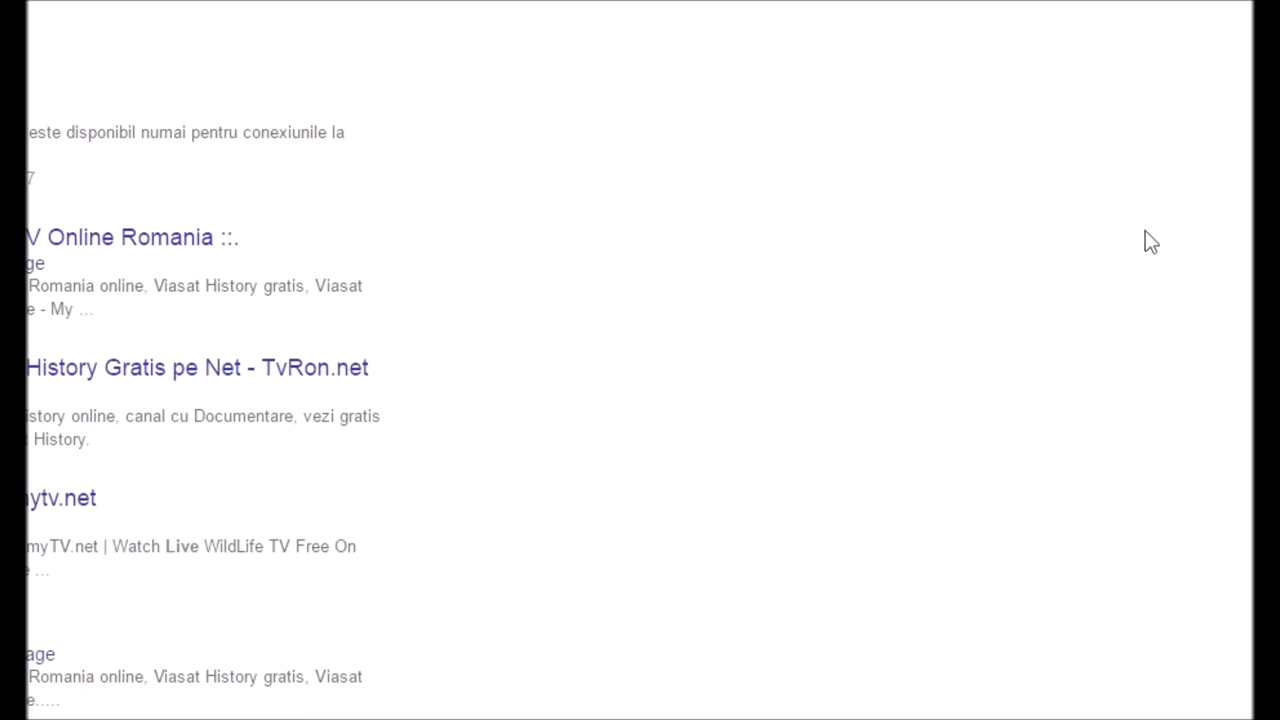 este disponibil numai pentru conexiunile la
7
V Online Romania ::.
ge
Romania online, Viasat History gratis, Viasat
e - My ...
History Gratis pe Net - TvRon.net
istory online, canal cu Documentare, vezi gratis
t History.
ytv.net
myTV.net | Watch Live WildLife TV Free On
e ...
age
Romania online, Viasat History gratis, Viasat
e.....